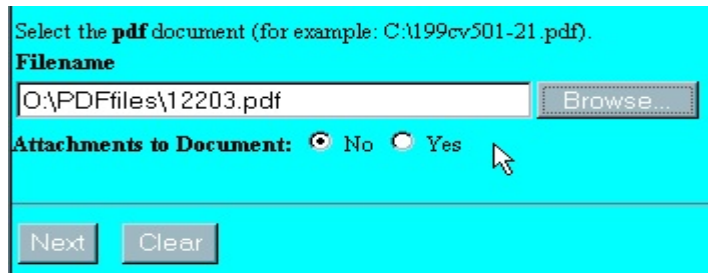 Select the pdf document (for example: C:\199cv501-21.pdf).
Filename
O:\PDFfiles\12203.pdf Browse...
Attachments to Document: No Yes
Next Clear